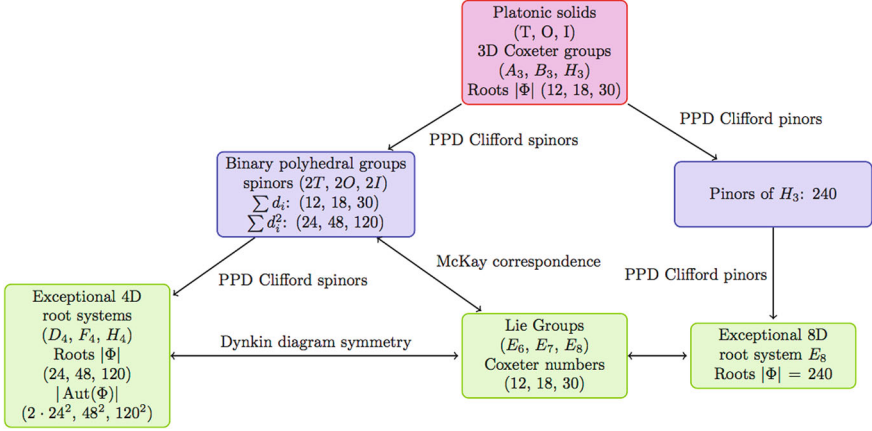 Platonic solids
(T, O, I)
3D Coxeter groups
(A₃, B₃, H₃)
Roots |Φ| (12, 18, 30)
PPD Clifford spinors
PPD Clifford pinors
Binary polyhedral groups
spinors (2T, 2O, 2I)
∑ dᵢ: (12, 18, 30)
∑ dᵢ²: (24, 48, 120)
Pinors of H₃: 240
PPD Clifford spinors
McKay correspondence
PPD Clifford pinors
Exceptional 4D
root systems
(D₄, F₄, H₄)
Roots |Φ|
(24, 48, 120)
| Aut(Φ)|
(2 · 24², 48², 120²)
Dynkin diagram symmetry
Lie Groups
(E₆, E₇, E₈)
Coxeter numbers
(12, 18, 30)
Exceptional 8D
root system E₈
Roots |Φ| = 240